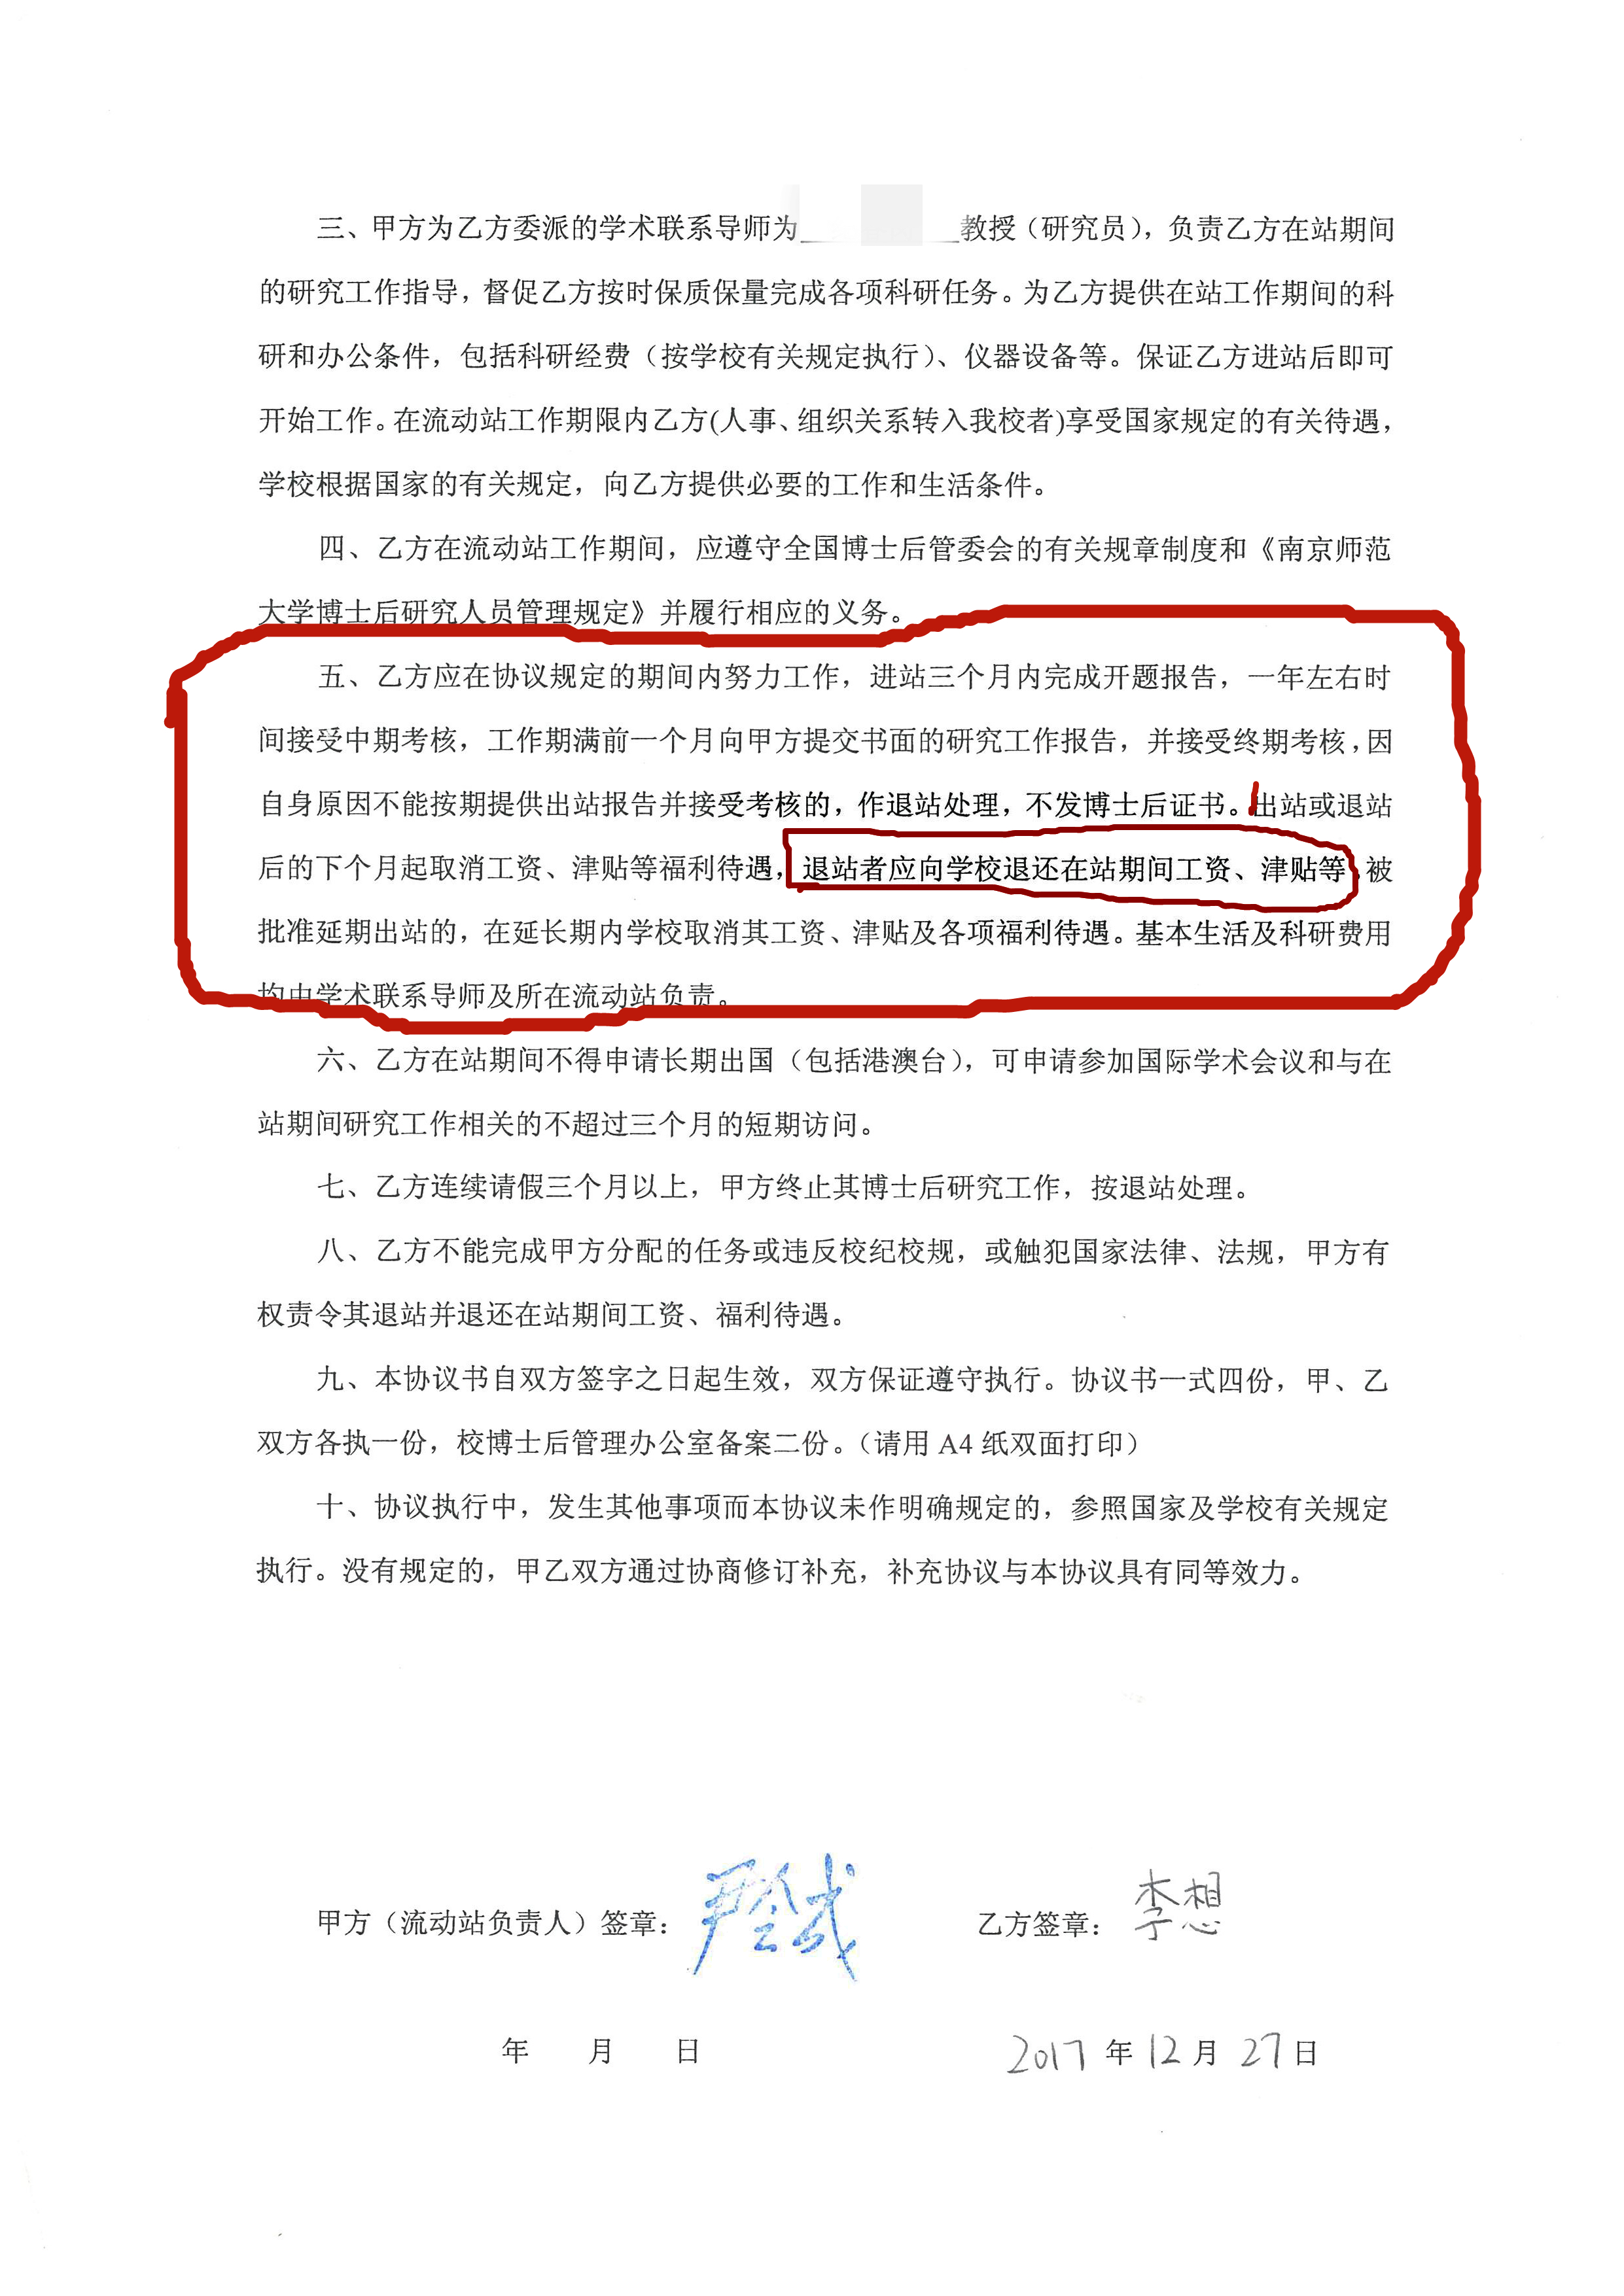 三、甲方为乙方委派的学术联系导师为教授（研究员），负责乙方在站期间
的研究工作指导，督促乙方按时保质保量完成各项科研任务。为乙方提供在站工作期间的科
研和办公条件，包括科研经费（按学校有关规定执行）、仪器设备等。保证乙方进站后即可
开始工作。在流动站工作期限内乙方(人事、组织关系转入我校者)享受国家规定的有关待遇，
学校根据国家的有关规定，向乙方提供必要的工作和生活条件。
四、乙方在流动站工作期间，应遵守全国博士后管委会的有关规章制度和《南京师范
大学博士后研究人员管理规定》并履行相应的义务。
五、乙方应在协议规定的期间内努力工作，进站三个月内完成开题报告，一年左右时
间接受中期考核，工作期满前一个月向甲方提交书面的研究工作报告，并接受终期考核，因
自身原因不能按期提供出站报告并接受考核的，作退站处理，不发博士后证书。出站或退站
后的下个月起取消工资、津贴等福利待遇，退站者应向学校退还在站期间工资、津贴等 被
批准延期出站的，在延长期内学校取消其工资、津贴及各项福利待遇。基本生活及科研费用
均由学术联系导师及所在流动站负责。
六、乙方在站期间不得申请长期出国（包括港澳台），可申请参加国际学术会议和与在
站期间研究工作相关的不超过三个月的短期访问。
七、乙方连续请假三个月以上，甲方终止其博士后研究工作，按退站处理。
八、乙方不能完成甲方分配的任务或违反校纪校规，或触犯国家法律、法规，甲方有
权责令其退站并退还在站期间工资、福利待遇。
九、本协议书自双方签字之日起生效，双方保证遵守执行。协议书一式四份，甲、乙
双方各执一份，校博士后管理办公室备案二份。（请用 A4 纸双面打印）
十、协议执行中，发生其他事项而本协议未作明确规定的，参照国家及学校有关规定
执行。没有规定的，甲乙双方通过协商修订补充，补充协议与本协议具有同等效力。
甲方（流动站负责人）签章： 乙方签章：李想
年 月 日 2017 年 12 月 27 日